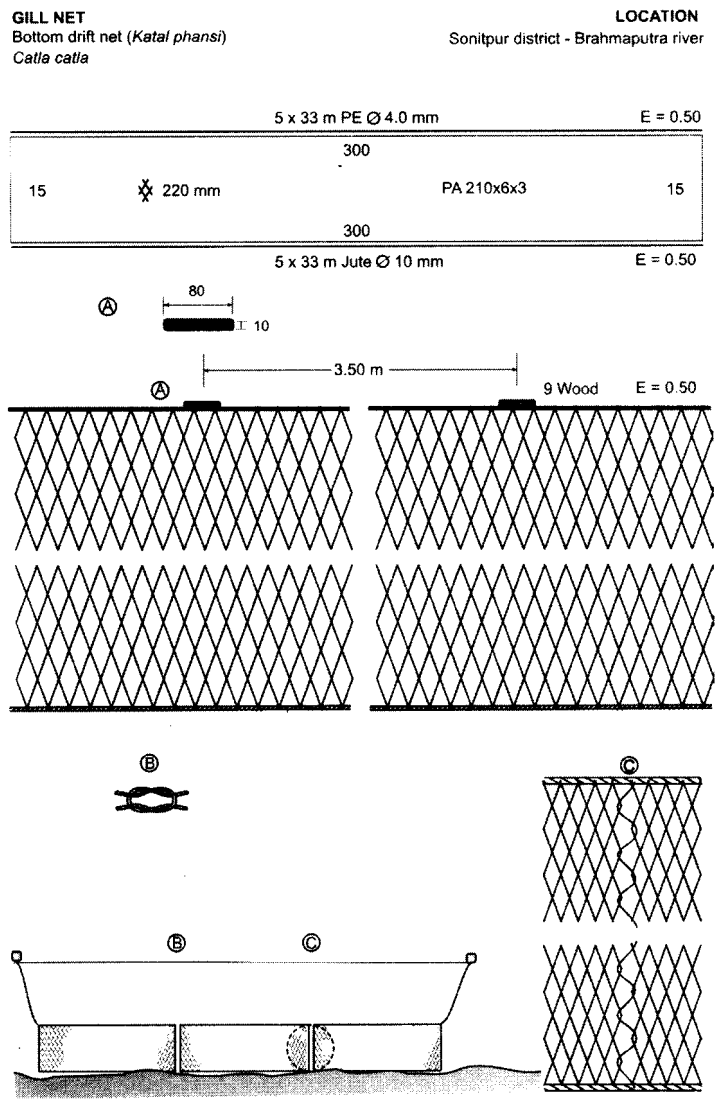 GILL NET
LOCATION
Bottom drift net (Katal phansi)
Sonitpur district - Brahmaputra river
Catla catla
5 x 33 m PE Ø 4.0 mm
E = 0.50
300
15
220 mm
PA 210x6x3
15
300
5 x 33 m Jute Ø 10 mm
E = 0.50
A
80
10
3.50 m
A
9 Wood
E = 0.50
B
C
B
C